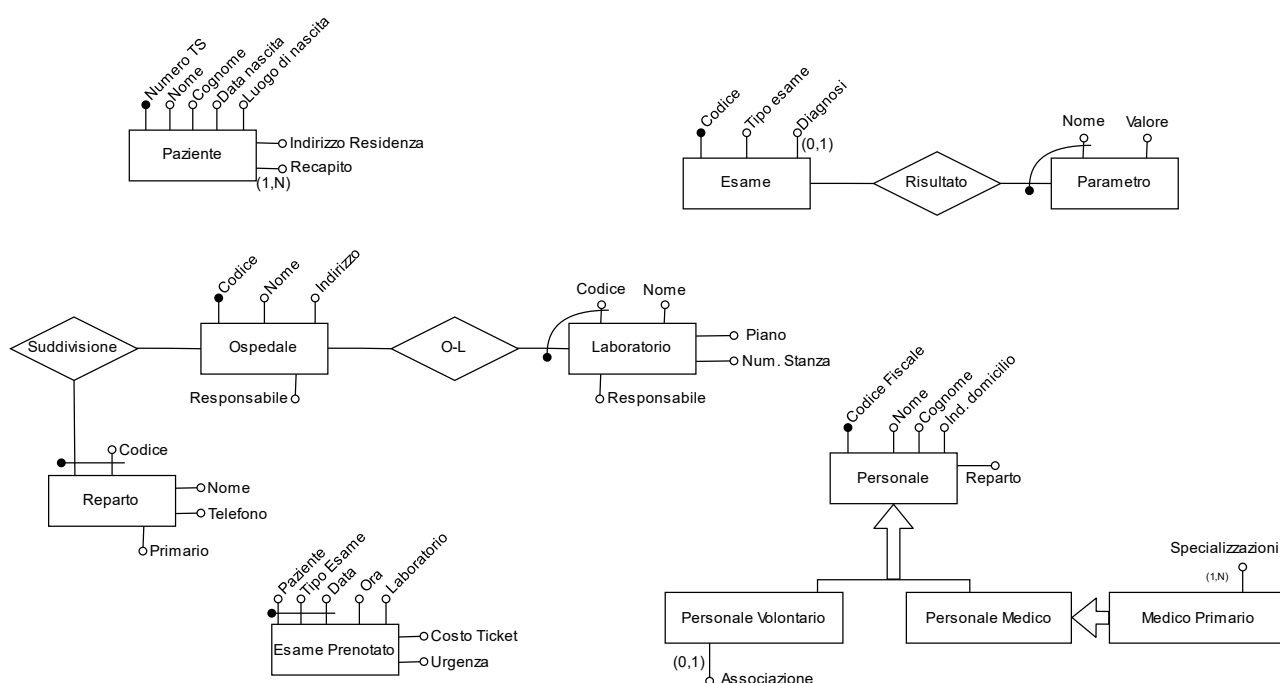 Numero TS
Nome
Cognome
Data nascita
Luogo di nascita
Paziente
Indirizzo Residenza
Recapito
(1,N)
Codice
Tipo esame
Diagnosi
(0,1)
Esame
Risultato
Nome
Valore
Parametro
Suddivisione
Codice
Nome
Indirizzo
Ospedale
Responsabile
O-L
Codice
Nome
Laboratorio
Piano
Num. Stanza
Responsabile
Codice
Reparto
Nome
Telefono
Primario
Codice Fiscale
Nome
Cognome
Ind. domicilio
Personale
Reparto
Paziente
Tipo Esame
Data
Ora
Laboratorio
Esame Prenotato
Costo Ticket
Urgenza
Personale Volontario
(0,1)
Associazione
Personale Medico
Specializzazioni
(1,N)
Medico Primario